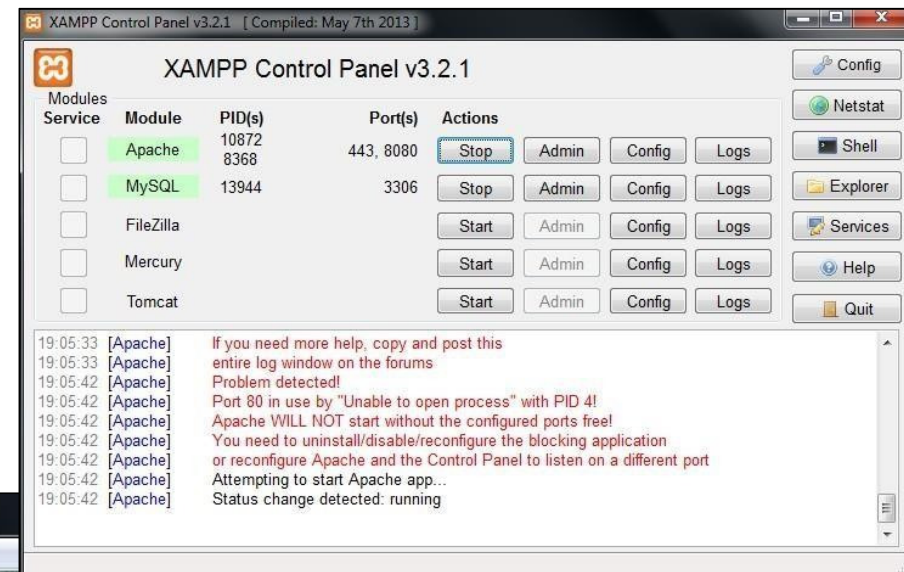 XAMPP Control Panel v3.2.1 [ Compiled: May 7th 2013 ]
XAMPP Control Panel v3.2.1
Config
Modules
Service Module PID(s) Port(s) Actions
Netstat
Apache 10872 8368 443, 8080 Stop Admin Config Logs
Shell
MySQL 13944 3306 Stop Admin Config Logs
Explorer
FileZilla Start Admin Config Logs
Services
Mercury Start Admin Config Logs
Help
Tomcat Start Admin Config Logs
Quit
19:05:33 [Apache] If you need more help, copy and post this
19:05:33 [Apache] entire log window on the forums
19:05:42 [Apache] Problem detected!
19:05:42 [Apache] Port 80 in use by "Unable to open process" with PID 4!
19:05:42 [Apache] Apache WILL NOT start without the configured ports free!
19:05:42 [Apache] You need to uninstall/disable/reconfigure the blocking application
19:05:42 [Apache] or reconfigure Apache and the Control Panel to listen on a different port
19:05:42 [Apache] Attempting to start Apache app...
19:05:42 [Apache] Status change detected: running